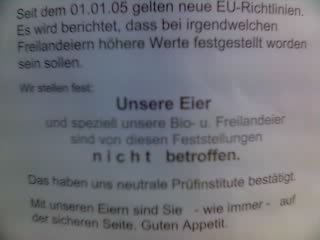 Seit dem 01.01.05 gelten neue EU-Richtlinien.
Es wird berichtet, dass bei irgendwelchen
Freilandeiern höhere Werte festgestellt worden
sein sollen.
Wir stellen fest:
Unsere Eier
und speziell unsere Bio- u. Freilandeier
sind von diesen Feststellungen
nicht betroffen.
Das haben uns neutrale Prüfinstitute bestätigt.
Mit unseren Eiern sind Sie - wie immer - auf
der sicheren Seite. Guten Appetit.